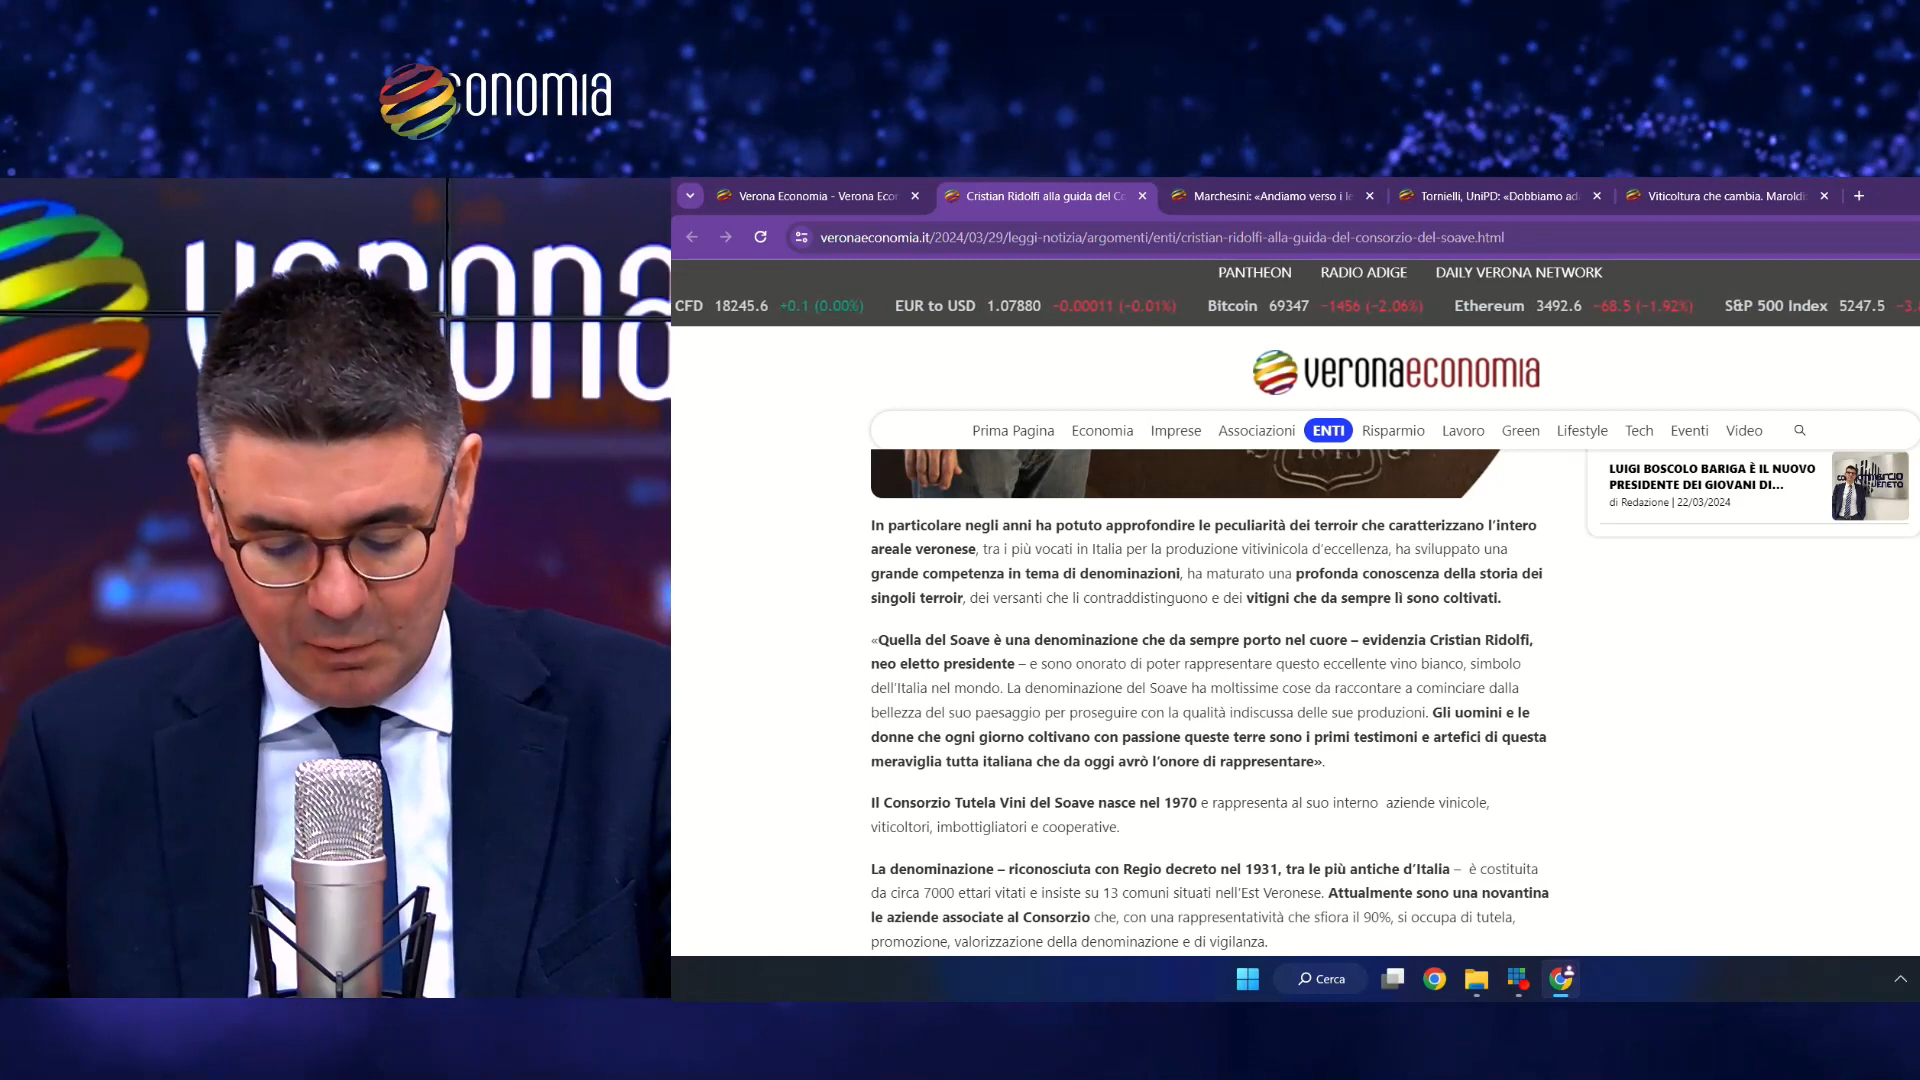 onomia
verona
Verona Economia - Verona Econ
Cristian Ridolfi alla guida del Co
Marchesini: «Andiamo verso i le
Tornielli, UniPD: «Dobbiamo ad
Viticoltura che cambia. Maroldi
veronaeconomia.it/2024/03/29/leggi-notizia/argomenti/enti/cristian-ridolfi-alla-guida-del-consorzio-del-soave.html
PANTHEON RADIO ADIGE DAILY VERONA NETWORK
CFD 18245.6 +0.1 (0.00%) EUR to USD 1.07880 −0.00011 (−0.01%) Bitcoin 69347 −1456 (−2.06%) Ethereum 3492.6 −68.5 (−1.92%) S&P 500 Index 5247.5
veronaeconomia
Prima Pagina Economia Imprese Associazioni ENTI Risparmio Lavoro Green Lifestyle Tech Eventi Video
LUIGI BOSCOLO BARIGA È IL NUOVO
PRESIDENTE DEI GIOVANI DI...
di Redazione | 22/03/2024
In particolare negli anni ha potuto approfondire le peculiarità dei terroir che caratterizzano l'intero
areale veronese, tra i più vocati in Italia per la produzione vitivinicola d'eccellenza, ha sviluppato una
grande competenza in tema di denominazioni, ha maturato una profonda conoscenza della storia dei
singoli terroir, dei versanti che li contraddistinguono e dei vitigni che da sempre lì sono coltivati.
«Quella del Soave è una denominazione che da sempre porto nel cuore – evidenzia Cristian Ridolfi,
neo eletto presidente – e sono onorato di poter rappresentare questo eccellente vino bianco, simbolo
dell'Italia nel mondo. La denominazione del Soave ha moltissime cose da raccontare a cominciare dalla
bellezza del suo paesaggio per proseguire con la qualità indiscussa delle sue produzioni. Gli uomini e le
donne che ogni giorno coltivano con passione queste terre sono i primi testimoni e artefici di questa
meraviglia tutta italiana che da oggi avrò l'onore di rappresentare».
Il Consorzio Tutela Vini del Soave nasce nel 1970 e rappresenta al suo interno aziende vinicole,
viticoltori, imbottigliatori e cooperative.
La denominazione – riconosciuta con Regio decreto nel 1931, tra le più antiche d'Italia – è costituita
da circa 7000 ettari vitati e insiste su 13 comuni situati nell'Est Veronese. Attualmente sono una novantina
le aziende associate al Consorzio che, con una rappresentatività che sfiora il 90%, si occupa di tutela,
promozione, valorizzazione della denominazione e di vigilanza.
Cerca